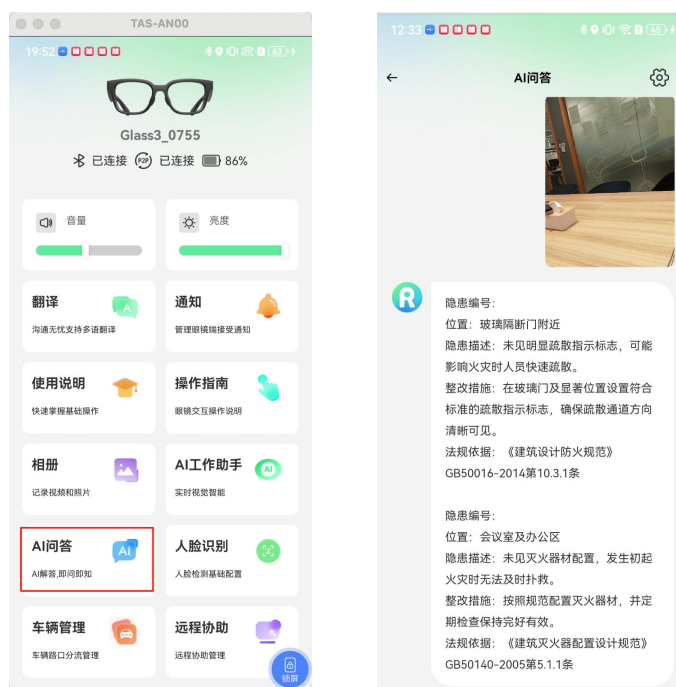 TAS-AN00
19:52
63
Glass3_0755
已连接 P2P 已连接 86%
音量
亮度
翻译
沟通无忧支持多语翻译
通知
管理眼镜端接受通知
使用说明
快速掌握基础操作
操作指南
眼镜交互操作说明
相册
记录视频和照片
AI工作助手
AI
实时视觉智能
AI问答
AI
AI解答,即问即知
人脸识别
人脸检测基础配置
车辆管理
车辆路口分流管理
远程协助
远程协助管理
锁屏
12:33
46
AI问答
R
隐患编号:
位置:玻璃隔断门附近
隐患描述:未见明显疏散指示标志,可能
影响火灾时人员快速疏散。
整改措施:在玻璃门及显著位置设置符合
标准的疏散指示标志,确保疏散通道方向
清晰可见。
法规依据:《建筑设计防火规范》
GB50016-2014第10.3.1条
隐患编号:
位置:会议室及办公区
隐患描述:未见灭火器材配置,发生初起
火灾时无法及时扑救。
整改措施:按照规范配置灭火器材,并定
期检查保持完好有效。
法规依据:《建筑灭火器配置设计规范》
GB50140-2005第5.1.1条